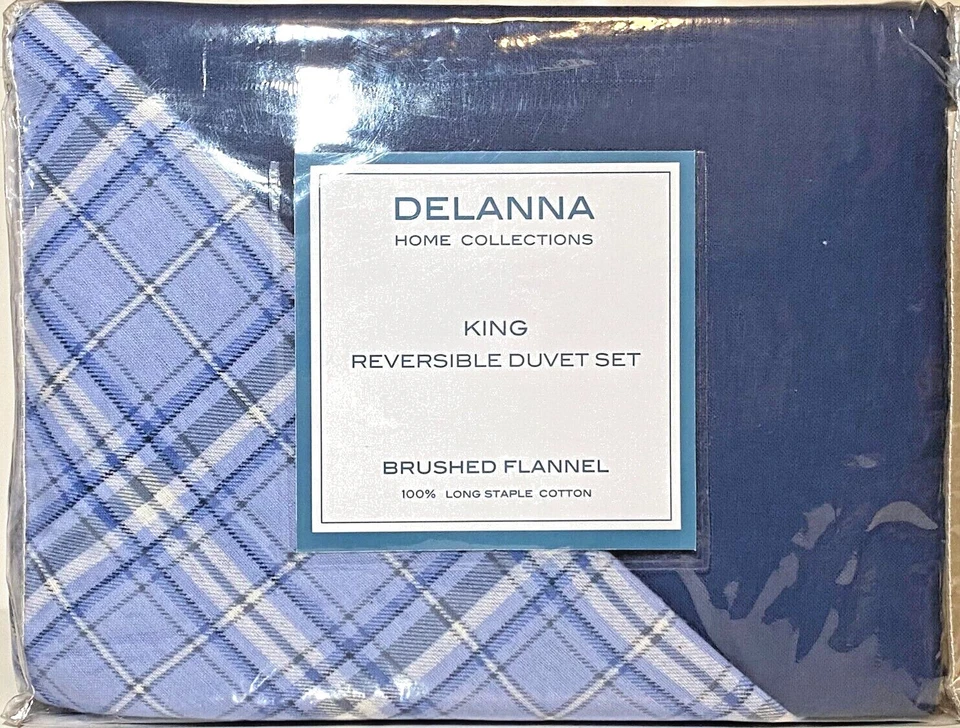 DELANNA
HOME COLLECTIONS
KING
REVERSIBLE DUVET SET
BRUSHED FLANNEL
100% LONG STAPLE COTTON